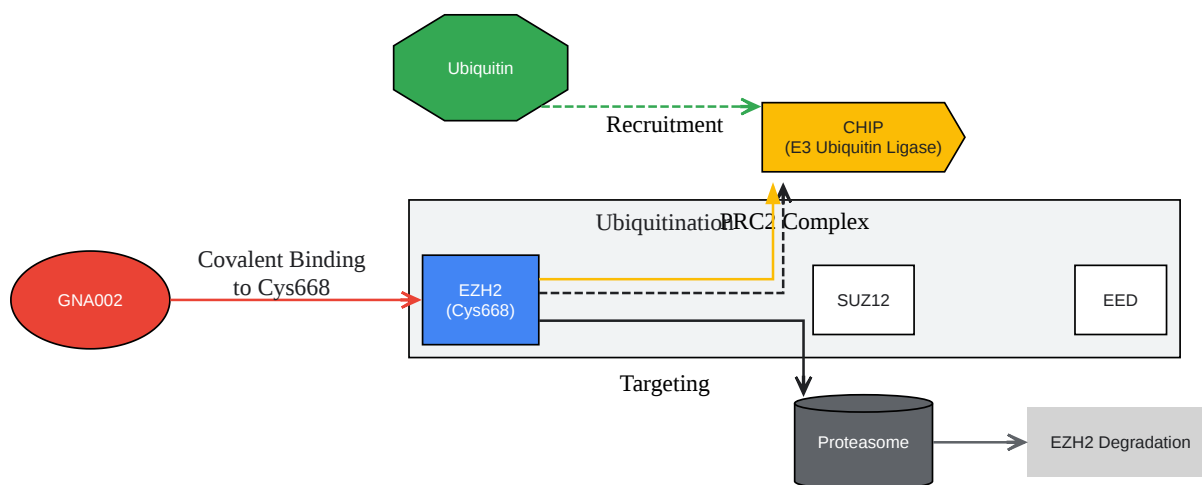 Ubiquitin
Recruitment
CHIP
(E3 Ubiquitin Ligase)
Ubiquitination
PRC2 Complex
Covalent Binding
to Cys668
GNA002
EZH2
(Cys668)
SUZ12
EED
Targeting
Proteasome
EZH2 Degradation